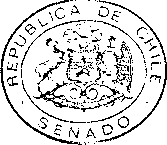 REPUBLICA DE CHILE
SENADO